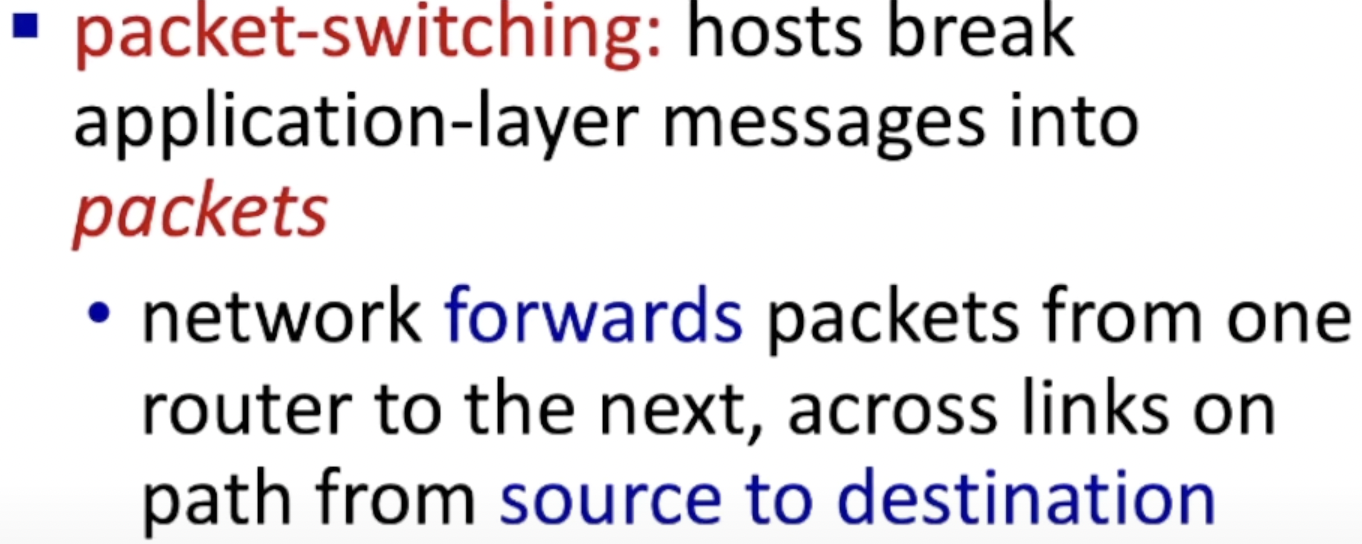 ▪ packet-switching: hosts break
application-layer messages into
packets
• network forwards packets from one
router to the next, across links on
path from source to destination